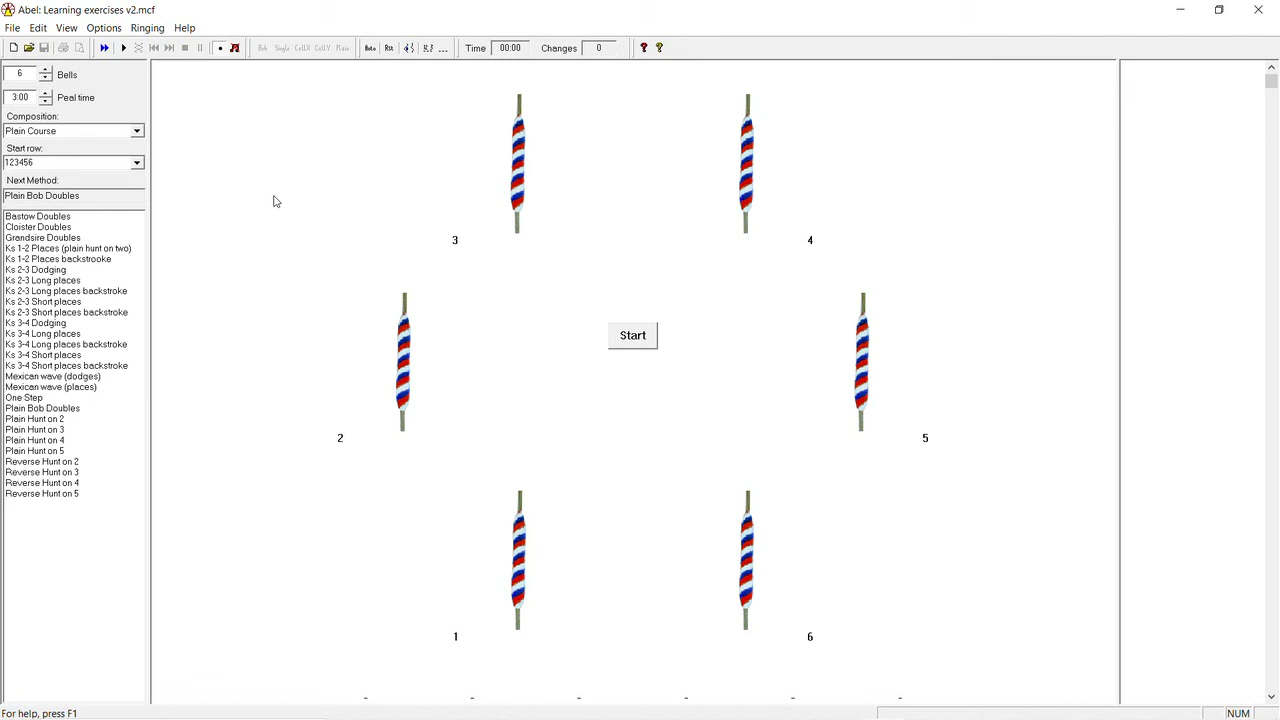 Abel: Learning exercises v2.mcf
File Edit View Options Ringing Help
Time 00:00 Changes 0
6 Bells
3:00 Peal time
Composition:
Plain Course
Start row:
123456
Next Method:
Plain Bob Doubles
Bastow Doubles
Cloister Doubles
Grandsire Doubles
Ks 1-2 Places (plain hunt on two)
Ks 1-2 Places backstrooke
Ks 2-3 Dodging
Ks 2-3 Long places
Ks 2-3 Long places backstroke
Ks 2-3 Short places
Ks 2-3 Short places backstroke
Ks 3-4 Dodging
Ks 3-4 Long places
Ks 3-4 Long places backstroke
Ks 3-4 Short places
Ks 3-4 Short places backstroke
Mexican wave (dodges)
Mexican wave (places)
One Step
Plain Bob Doubles
Plain Hunt on 2
Plain Hunt on 3
Plain Hunt on 4
Plain Hunt on 5
Reverse Hunt on 2
Reverse Hunt on 3
Reverse Hunt on 4
Reverse Hunt on 5
3 4
Start
2 5
1 6
For help, press F1
NUM